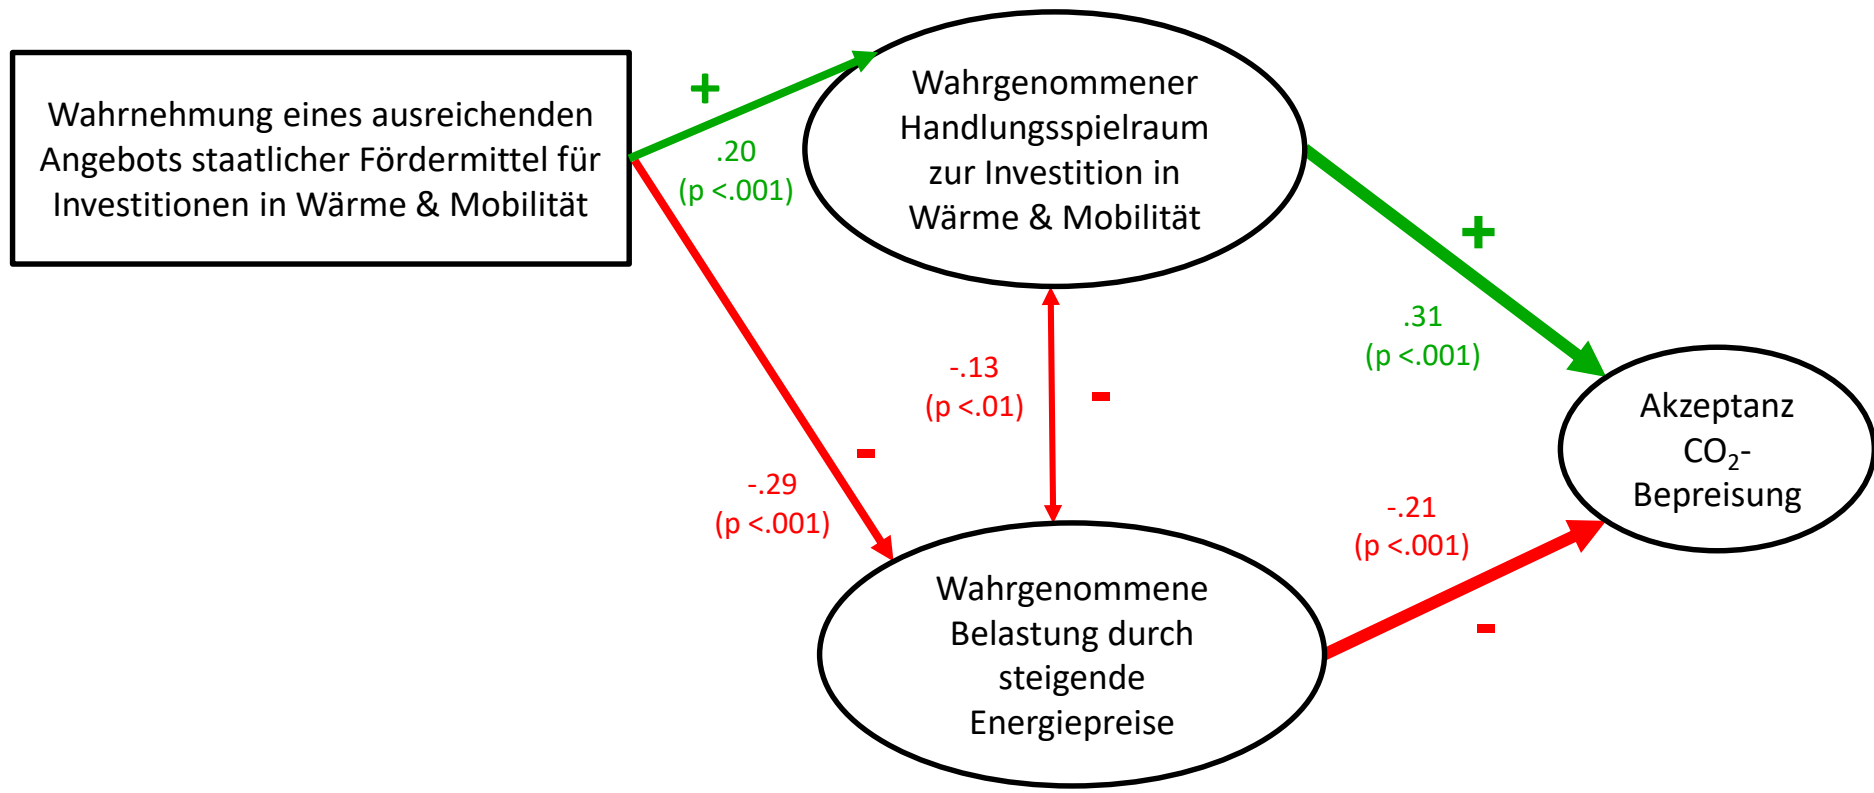 Wahrnehmung eines ausreichenden
Angebots staatlicher Fördermittel für
Investitionen in Wärme & Mobilität
+
.20
(p <.001)
Wahrgenommener
Handlungsspielraum
zur Investition in
Wärme & Mobilität
+
.31
(p <.001)
-.13
(p <.01)
-
-
-.29
(p <.001)
Akzeptanz
CO₂-
Bepreisung
-.21
(p <.001)
-
Wahrgenommene
Belastung durch
steigende
Energiepreise